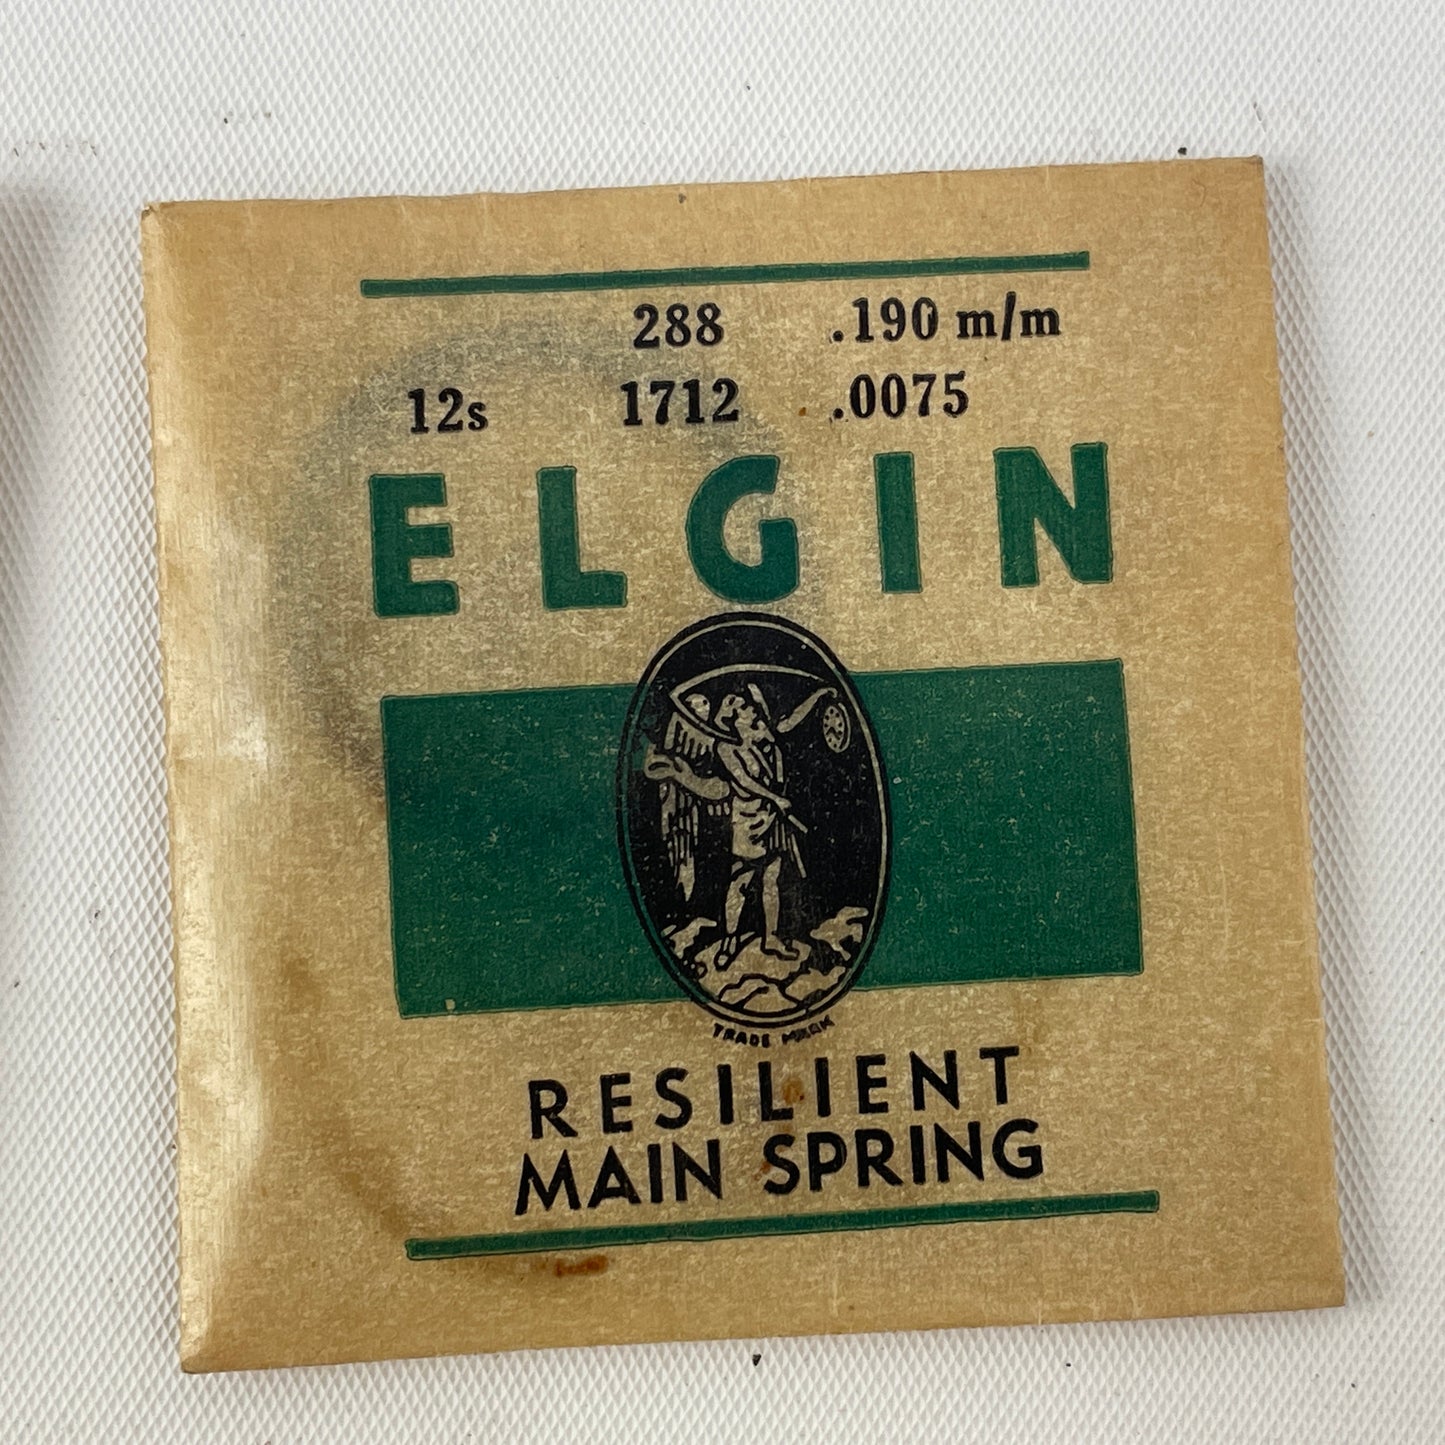 288 .190 m/m
12s 1712 .0075
ELGIN
TRADE MARK
RESILIENT
MAIN SPRING